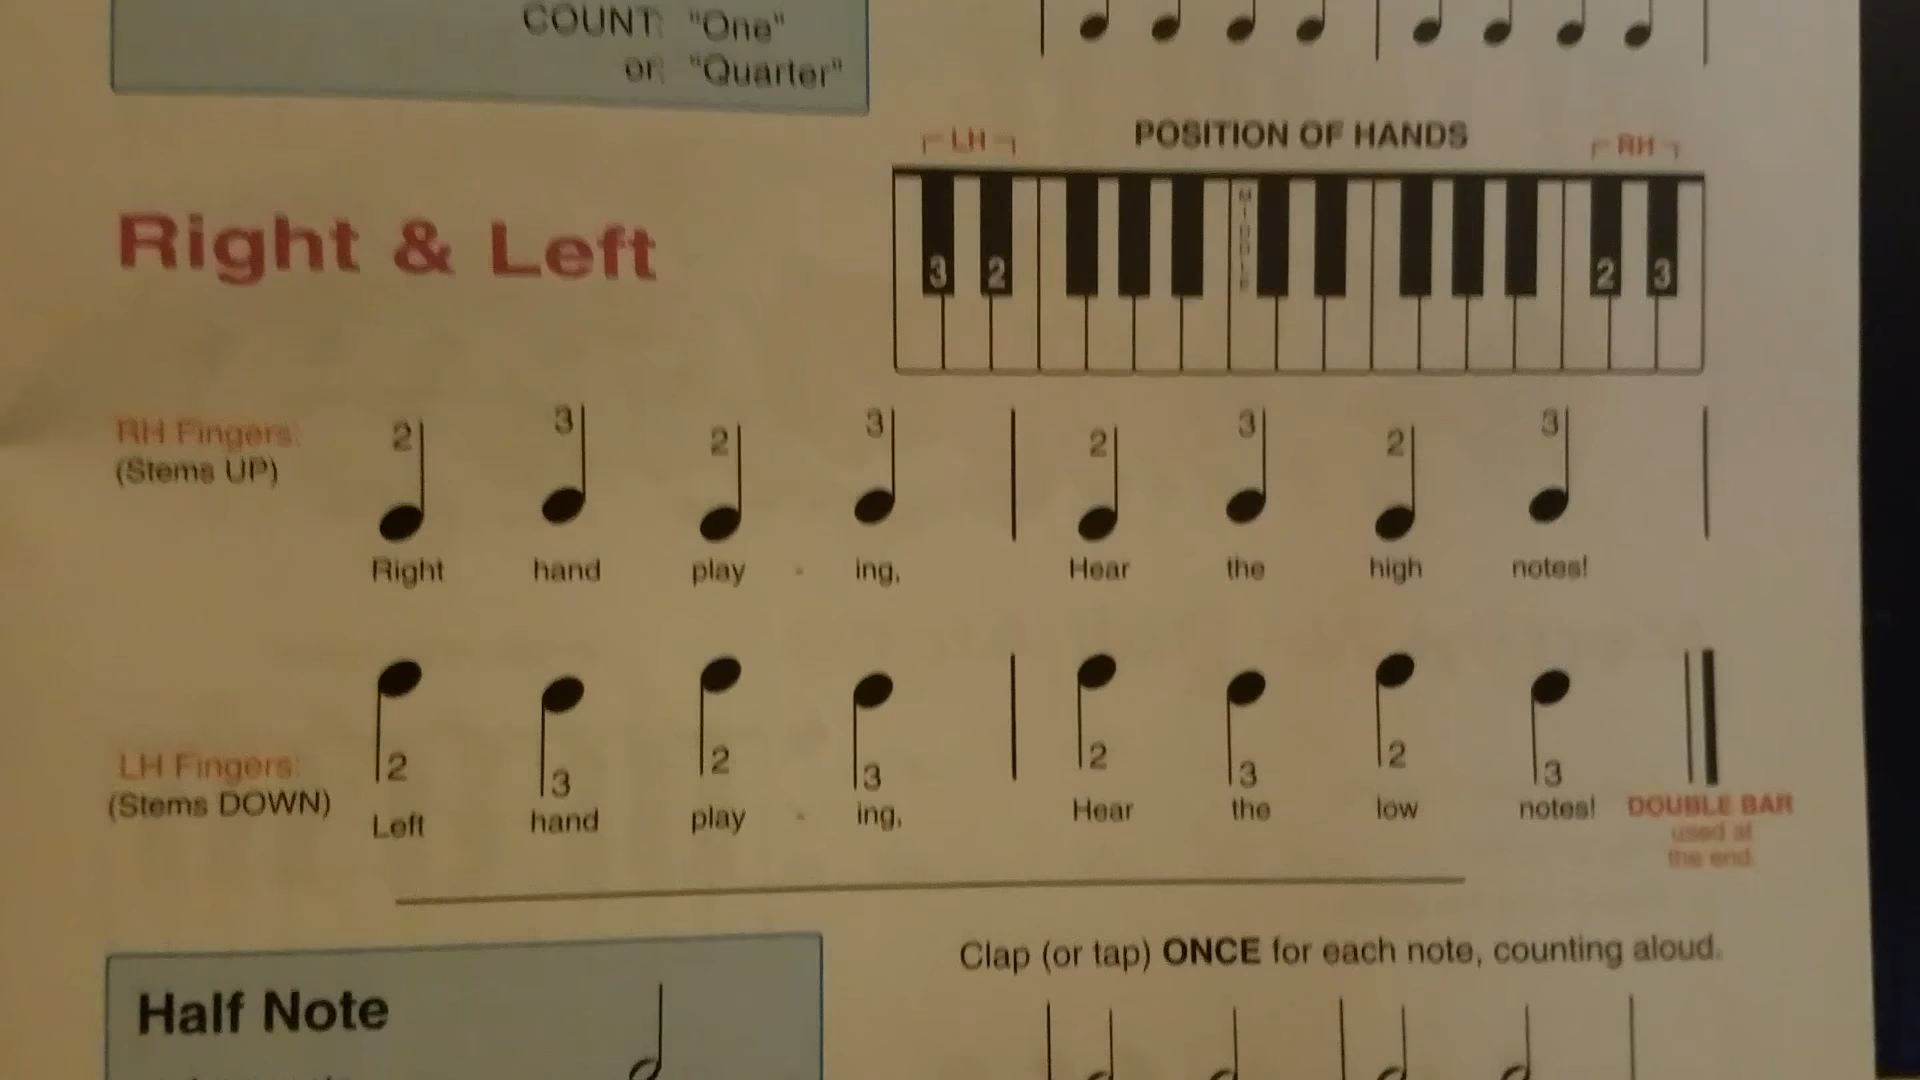 COUNT: "One"
or: "Quarter"
LH POSITION OF HANDS RH
Right & Left
MIDDLE
3 2 2 3
RH Fingers:
(Stems UP)
2 3 2 3 2 3 2 3
Right hand play - ing, Hear the high notes!
LH Fingers:
(Stems DOWN)
2 3 2 3 2 3 2 3
Left hand play - ing, Hear the low notes!
DOUBLE BAR
used at
the end.
Clap (or tap) ONCE for each note, counting aloud.
Half Note